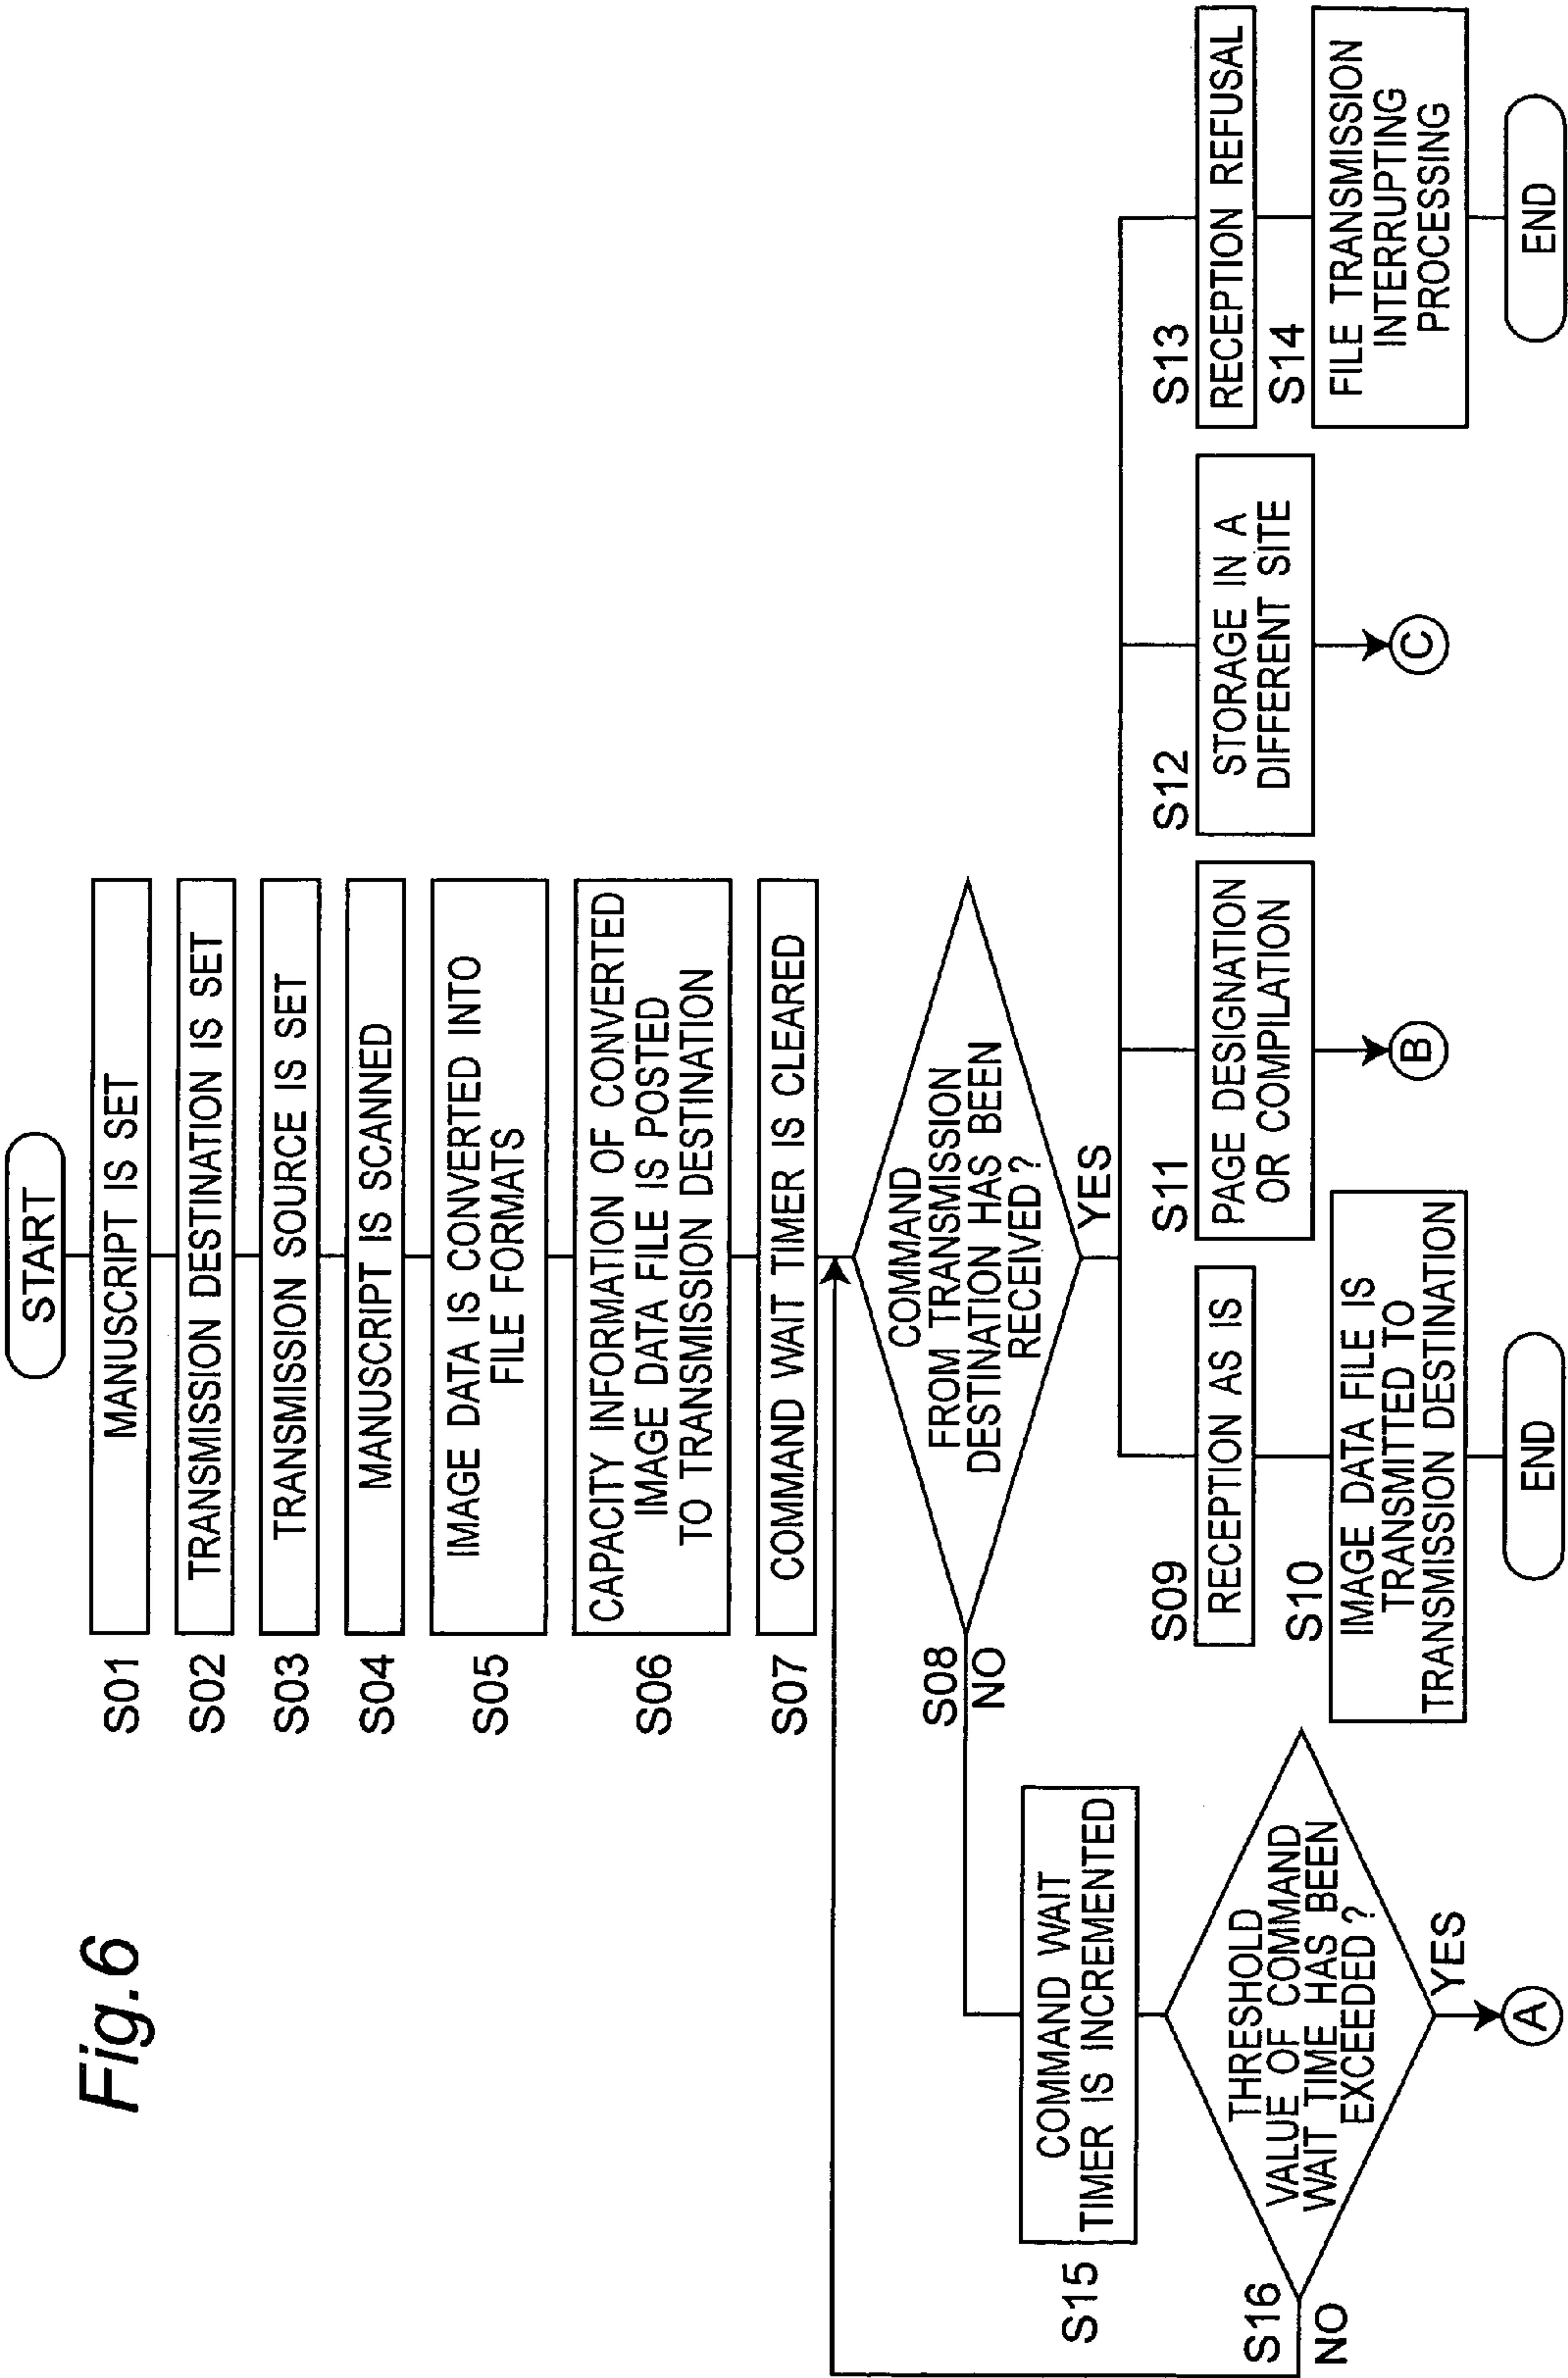 Fig.6
START
S01
MANUSCRIPT IS SET
S02
TRANSMISSION DESTINATION IS SET
S03
TRANSMISSION SOURCE IS SET
S04
MANUSCRIPT IS SCANNED
S05
IMAGE DATA IS CONVERTED INTO
FILE FORMATS
S06
CAPACITY INFORMATION OF CONVERTED
IMAGE DATA FILE IS POSTED
TO TRANSMISSION DESTINATION
S07
COMMAND WAIT TIMER IS CLEARED
S08
COMMAND
FROM TRANSMISSION
DESTINATION HAS BEEN
RECEIVED ?
NO
YES
S15
COMMAND WAIT
TIMER IS INCREMENTED
S16
THRESHOLD
VALUE OF COMMAND
WAIT TIME HAS BEEN
EXCEEDED ?
NO
YES
A
S09
RECEPTION AS IS
S10
IMAGE DATA FILE IS
TRANSMITTED TO
TRANSMISSION DESTINATION
END
S11
PAGE DESIGNATION
OR COMPILATION
B
S12
STORAGE IN A
DIFFERENT SITE
C
S13
RECEPTION REFUSAL
S14
FILE TRANSMISSION
INTERRUPTING
PROCESSING
END